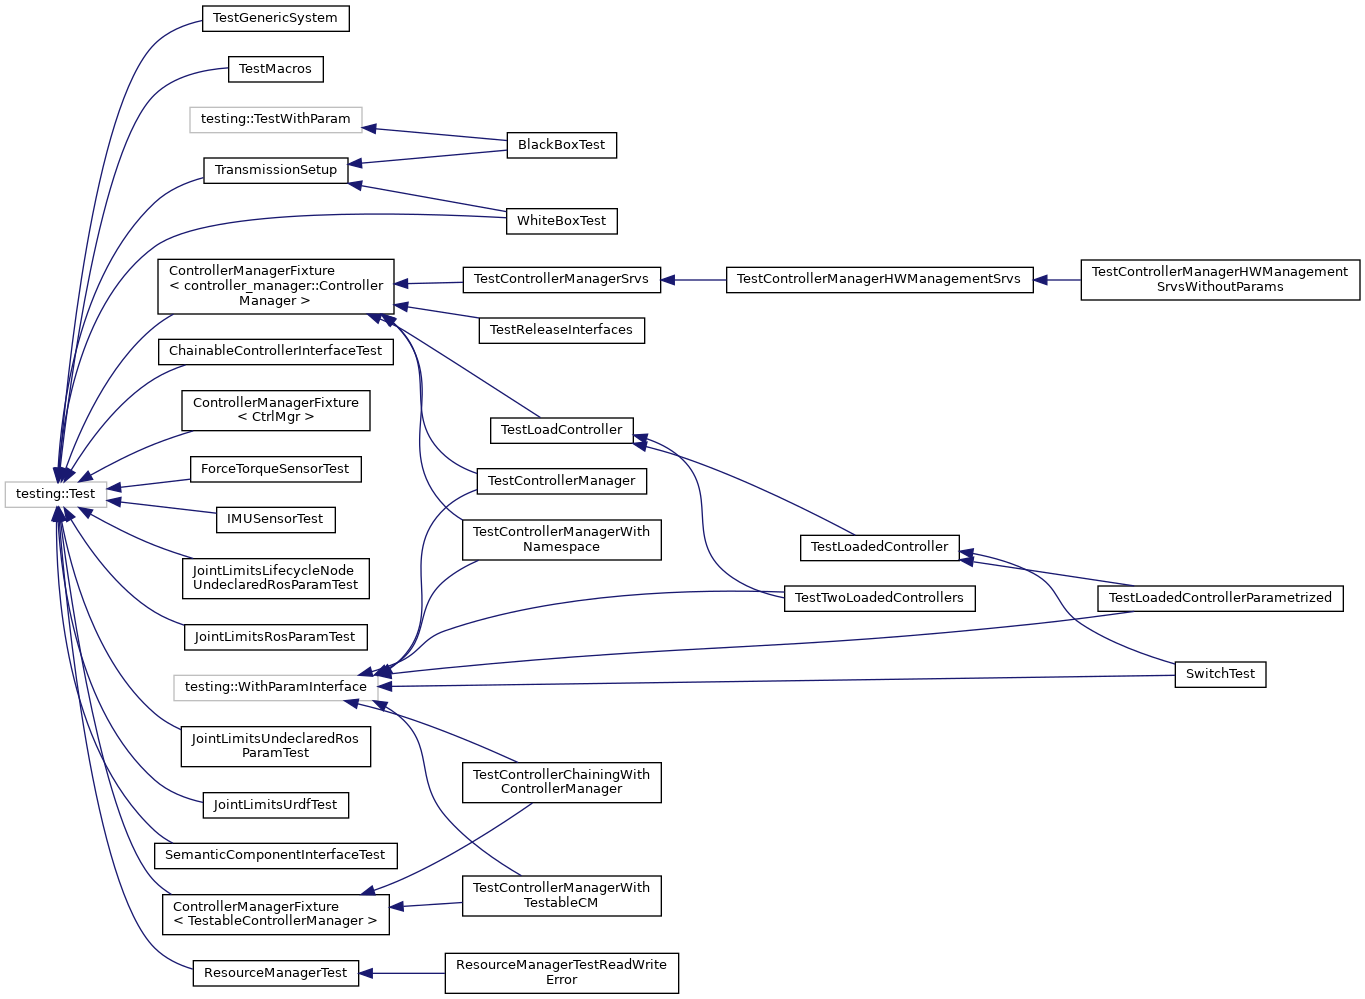 TestGenericSystem
TestMacros
testing::TestWithParam
BlackBoxTest
TransmissionSetup
WhiteBoxTest
ControllerManagerFixture
< controller_manager::Controller
Manager >
TestControllerManagerSrvs
TestControllerManagerHWManagementSrvs
TestControllerManagerHWManagement
SrvsWithoutParams
TestReleaseInterfaces
ChainableControllerInterfaceTest
ControllerManagerFixture
< CtrlMgr >
TestLoadController
ForceTorqueSensorTest
TestControllerManager
testing::Test
IMUSensorTest
TestControllerManagerWith
Namespace
TestLoadedController
JointLimitsLifecycleNode
UndeclaredRosParamTest
TestTwoLoadedControllers
TestLoadedControllerParametrized
JointLimitsRosParamTest
SwitchTest
testing::WithParamInterface
JointLimitsUndeclaredRos
ParamTest
TestControllerChainingWith
ControllerManager
JointLimitsUrdfTest
SemanticComponentInterfaceTest
TestControllerManagerWith
TestableCM
ControllerManagerFixture
< TestableControllerManager >
ResourceManagerTest
ResourceManagerTestReadWrite
Error